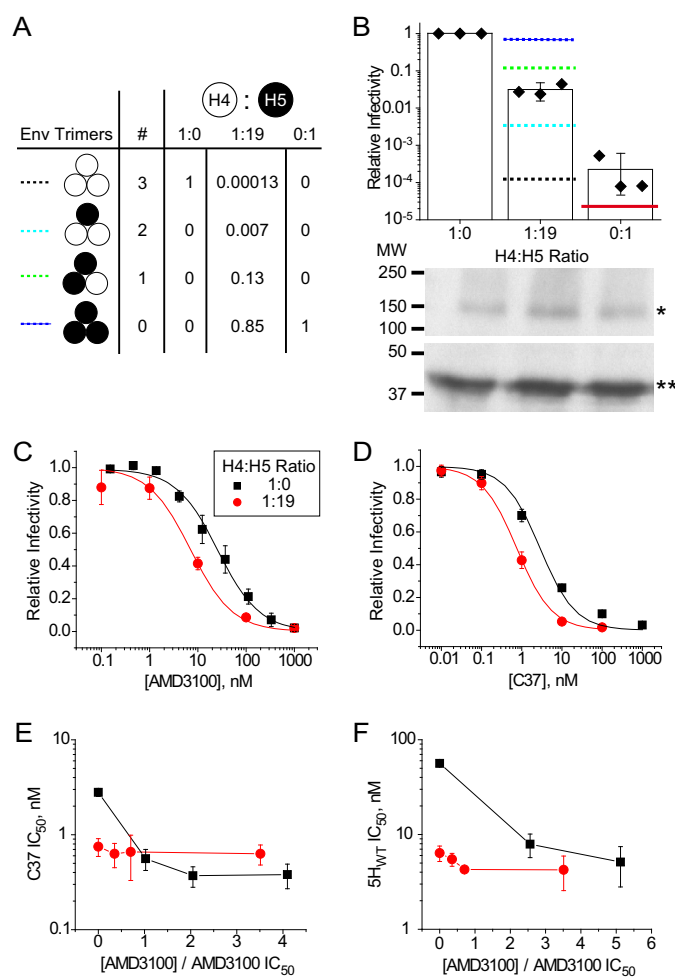 A
H4 : H5
Env Trimers # 1:0 1:19 0:1
3 1 0.00013 0
2 0 0.007 0
1 0 0.13 0
0 0 0.85 1
B
Relative Infectivity
1
0.1
0.01
10⁻³
10⁻⁴
10⁻⁵
1:0 1:19 0:1
H4:H5 Ratio
MW
250
150
100
*
50
37
**
C
Relative Infectivity
1.0
0.8
0.6
0.4
0.2
0.0
H4:H5 Ratio
1:0
1:19
0.1 1 10 100 1000
[AMD3100], nM
D
Relative Infectivity
1.0
0.8
0.6
0.4
0.2
0.0
0.01 0.1 1 10 100 1000
[C37], nM
E
C37 IC₅₀, nM
10
1
0.1
0 1 2 3 4
[AMD3100] / AMD3100 IC₅₀
F
5H_WT IC₅₀, nM
100
10
1
0 1 2 3 4 5 6
[AMD3100] / AMD3100 IC₅₀